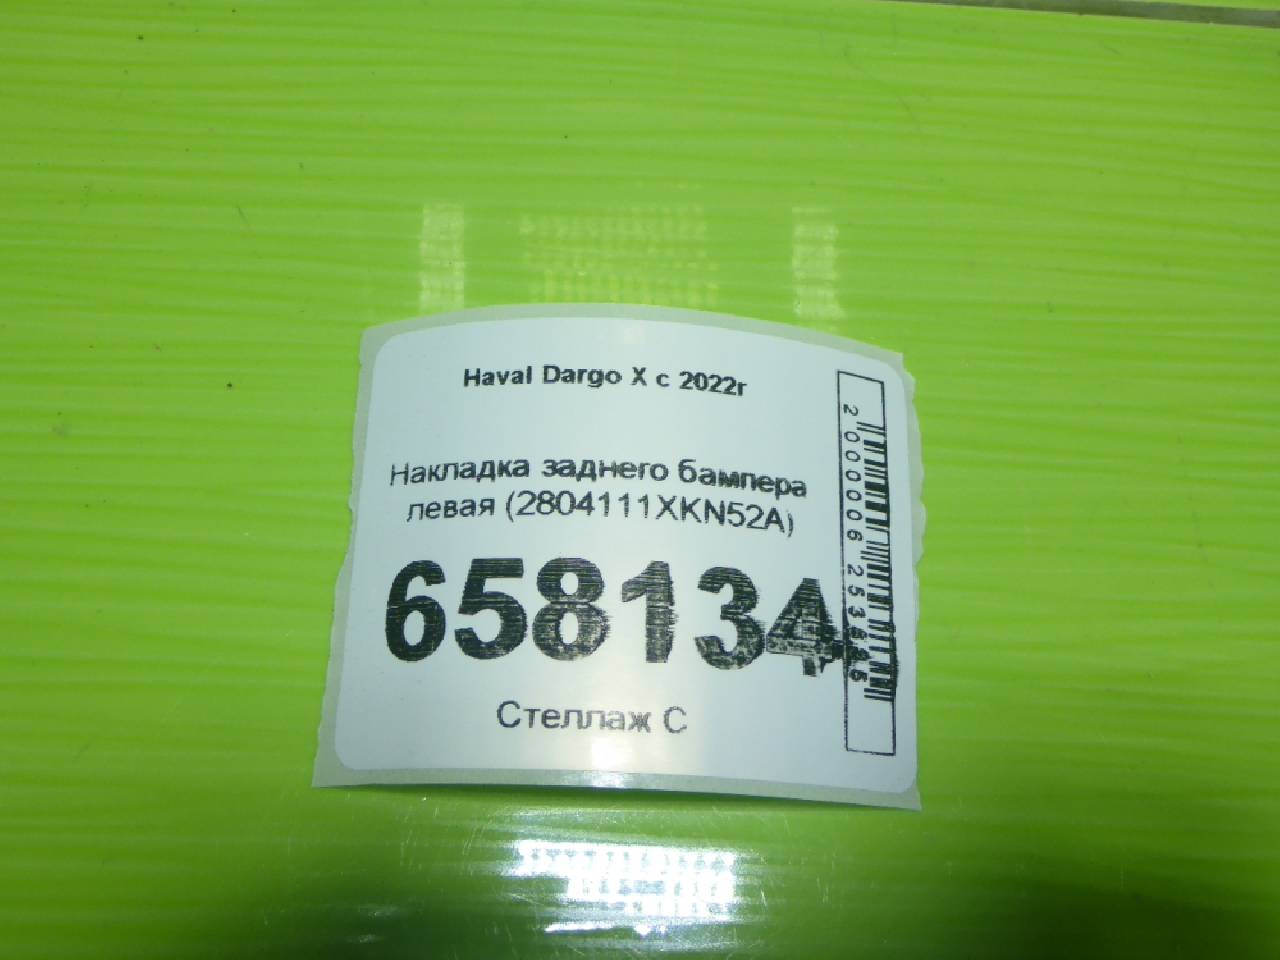 Haval Dargo X с 2022г
Накладка заднего бампера
левая (2804111XKN52A)
658134
Стеллаж С